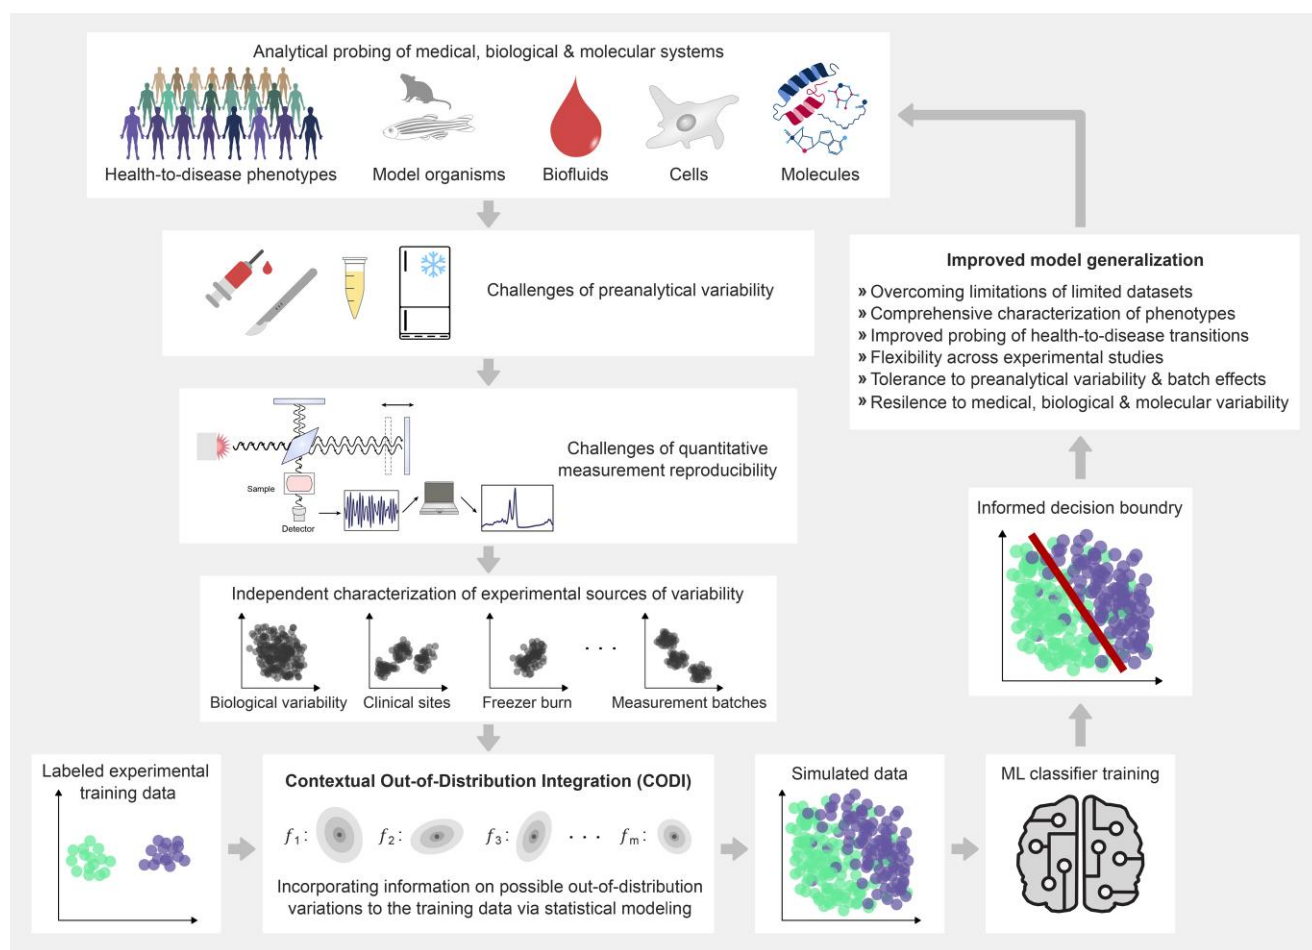 Analytical probing of medical, biological & molecular systems
Health-to-disease phenotypes
Model organisms
Biofluids
Cells
Molecules
Challenges of preanalytical variability
Sample
Detector
Challenges of quantitative
measurement reproducibility
Independent characterization of experimental sources of variability
. . .
Biological variability
Clinical sites
Freezer burn
Measurement batches
Labeled experimental
training data
Contextual Out-of-Distribution Integration (CODI)
f1:
f2:
f3:
. . .
fm:
Incorporating information on possible out-of-distribution
variations to the training data via statistical modeling
Simulated data
ML classifier training
Informed decision boundry
Improved model generalization
» Overcoming limitations of limited datasets
» Comprehensive characterization of phenotypes
» Improved probing of health-to-disease transitions
» Flexibility across experimental studies
» Tolerance to preanalytical variability & batch effects
» Resilence to medical, biological & molecular variability